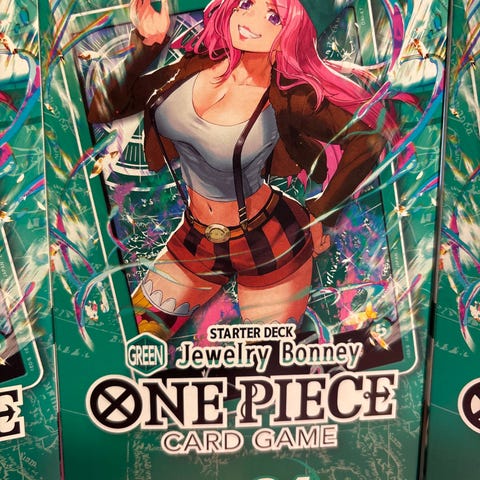 STARTER DECK
GREEN Jewelry Bonney
ONE PIECE
CARD GAME